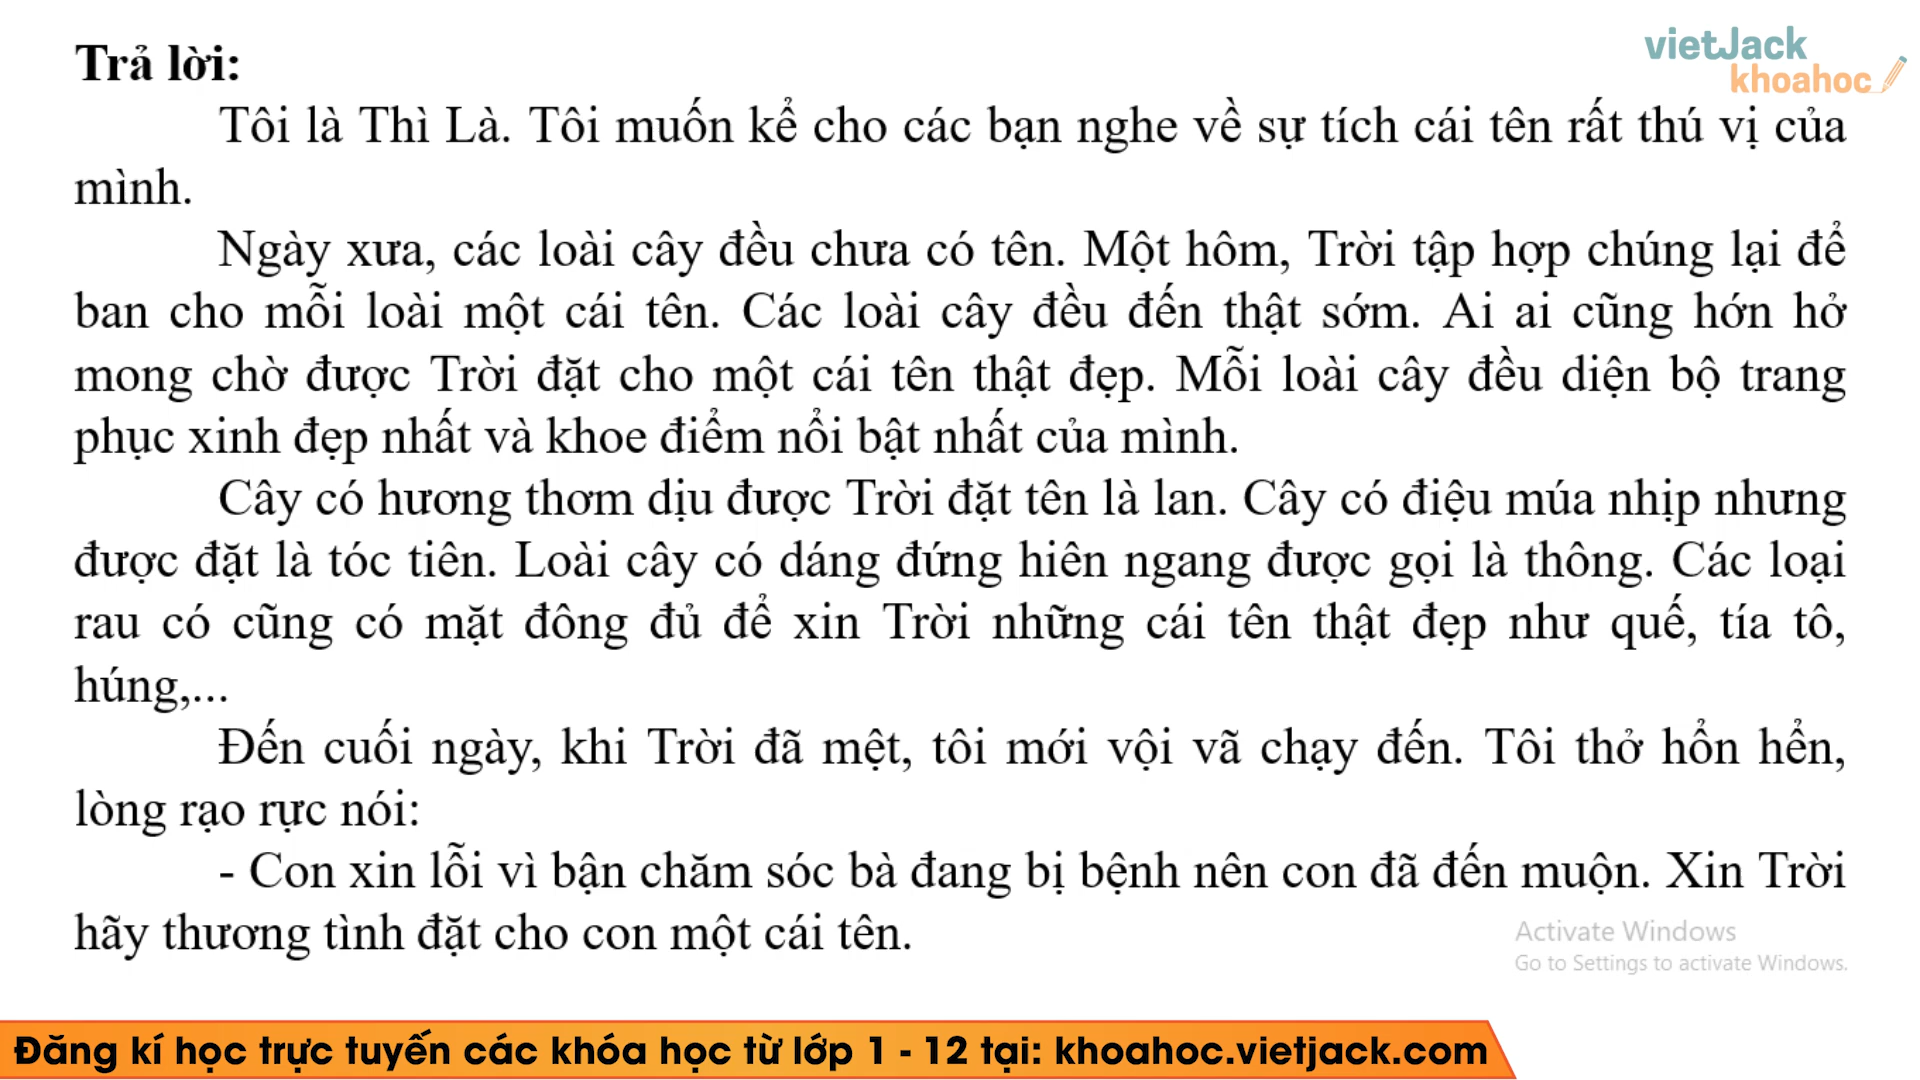 vietJack
khoahoc
Trả lời:
Tôi là Thì Là. Tôi muốn kể cho các bạn nghe về sự tích cái tên rất thú vị của
mình.
Ngày xưa, các loài cây đều chưa có tên. Một hôm, Trời tập hợp chúng lại để
ban cho mỗi loài một cái tên. Các loài cây đều đến thật sớm. Ai ai cũng hớn hở
mong chờ được Trời đặt cho một cái tên thật đẹp. Mỗi loài cây đều diện bộ trang
phục xinh đẹp nhất và khoe điểm nổi bật nhất của mình.
Cây có hương thơm dịu được Trời đặt tên là lan. Cây có điệu múa nhịp nhưng
được đặt là tóc tiên. Loài cây có dáng đứng hiên ngang được gọi là thông. Các loại
rau có cũng có mặt đông đủ để xin Trời những cái tên thật đẹp như quế, tía tô,
húng,...
Đến cuối ngày, khi Trời đã mệt, tôi mới vội vã chạy đến. Tôi thở hổn hển,
lòng rạo rực nói:
- Con xin lỗi vì bận chăm sóc bà đang bị bệnh nên con đã đến muộn. Xin Trời
hãy thương tình đặt cho con một cái tên.
Activate Windows
Go to Settings to activate Windows.
Đăng kí học trực tuyến các khóa học từ lớp 1 - 12 tại: khoahoc.vietjack.com